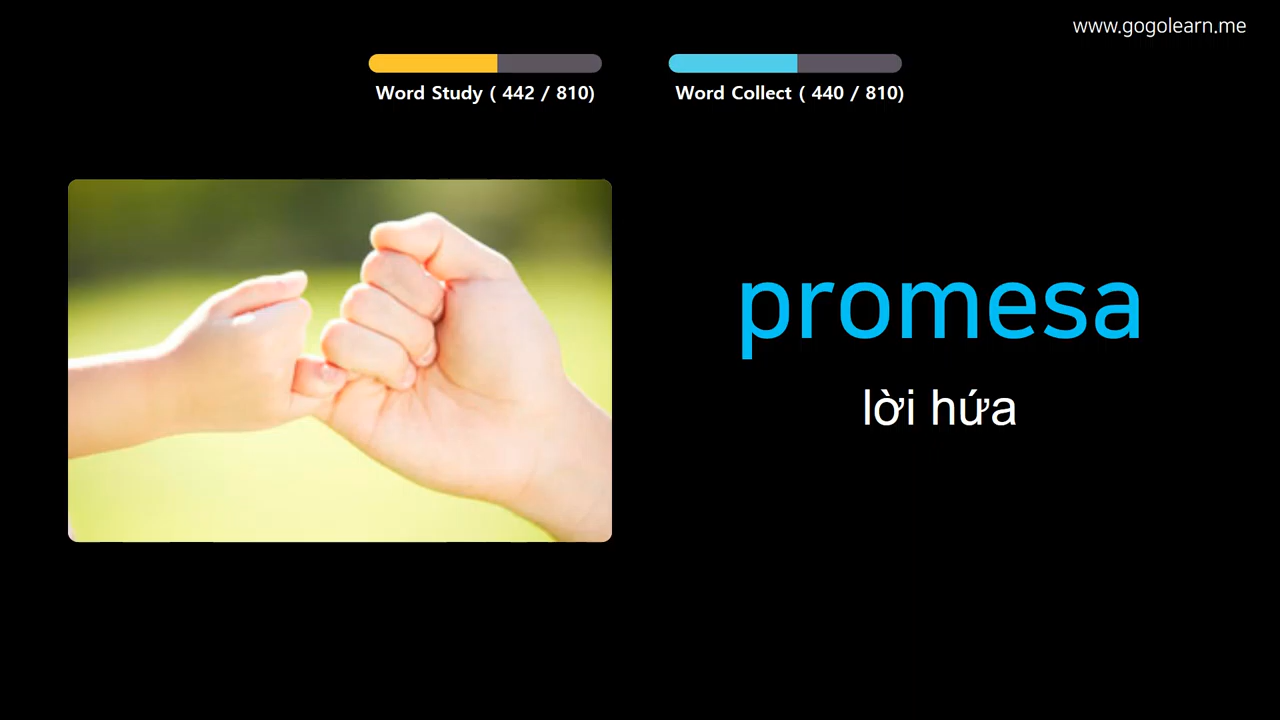 www.gogolearn.me
Word Study ( 442 / 810)
Word Collect ( 440 / 810)
promesa
lời hứa